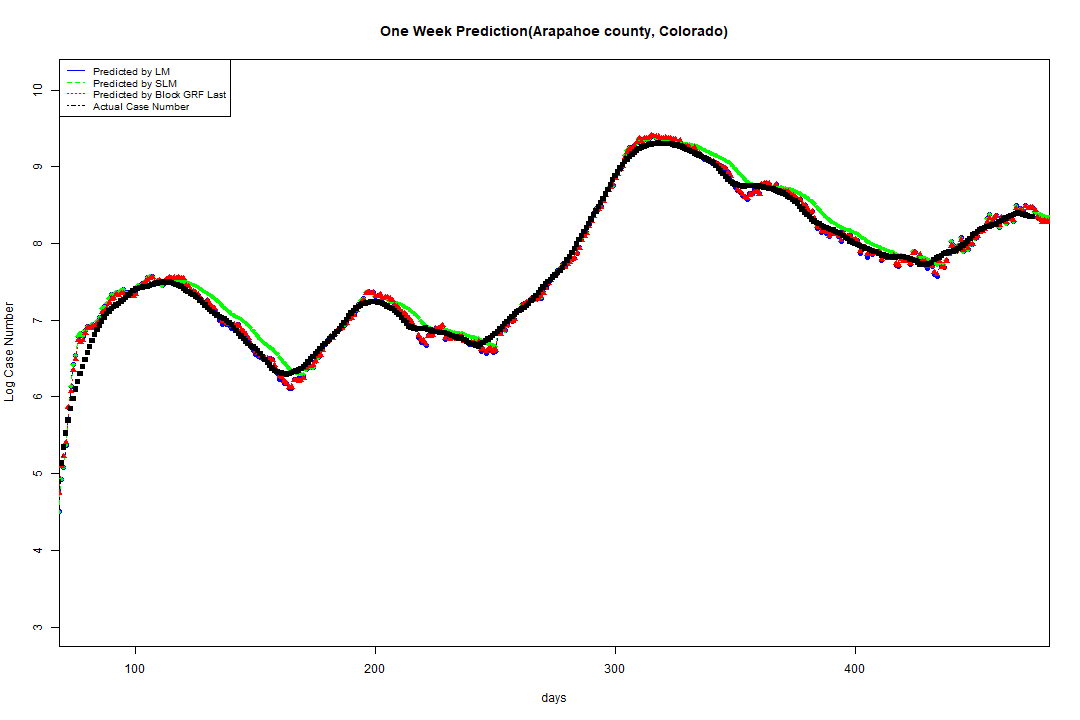 One Week Prediction(Arapahoe county, Colorado)
Predicted by LM
Predicted by SLM
Predicted by Block GRF Last
Actual Case Number
10
9
8
7
6
5
4
3
Log Case Number
100 200 300 400
days